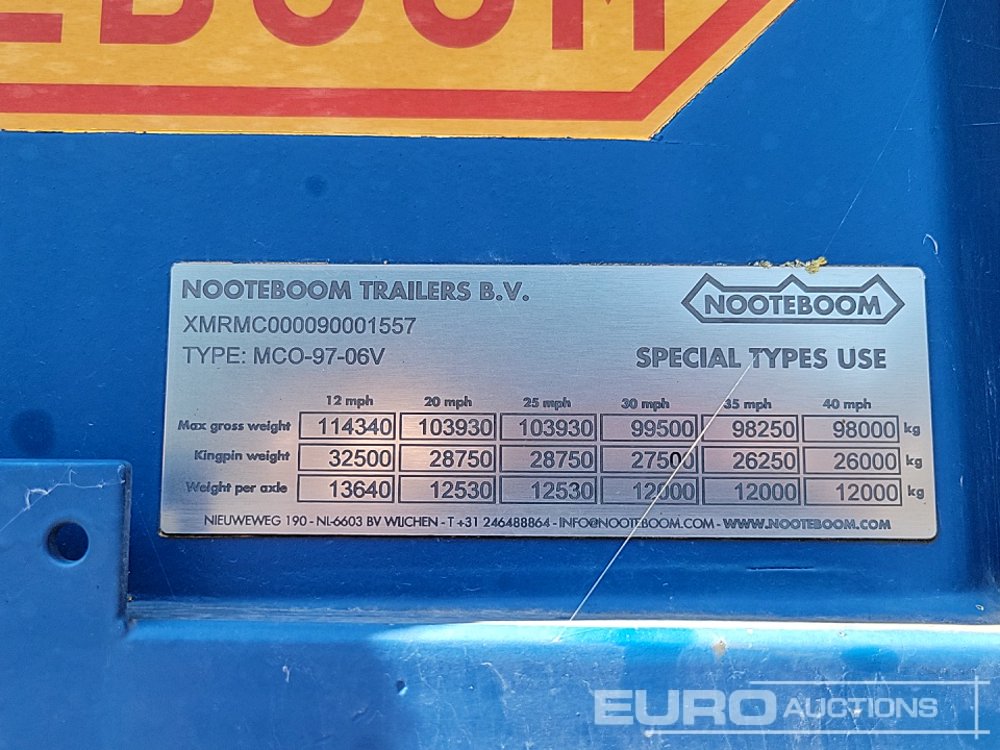 EBOOM
NOOTEBOOM TRAILERS B.V.
NOOTEBOOM
XMRMC000090001557
TYPE: MCO-97-06V
SPECIAL TYPES USE
12 mph 20 mph 25 mph 30 mph 35 mph 40 mph
Max gross weight 114340 103930 103930 99500 98250 98000 kg
Kingpin weight 32500 28750 28750 27500 26250 26000 kg
Weight per axle 13640 12530 12530 12000 12000 12000 kg
NIEUWEWEG 190 - NL-6603 BV WIJCHEN - T +31 246488864 - INFO@NOOTEBOOM.COM - WWW.NOOTEBOOM.COM
EURO AUCTIONS